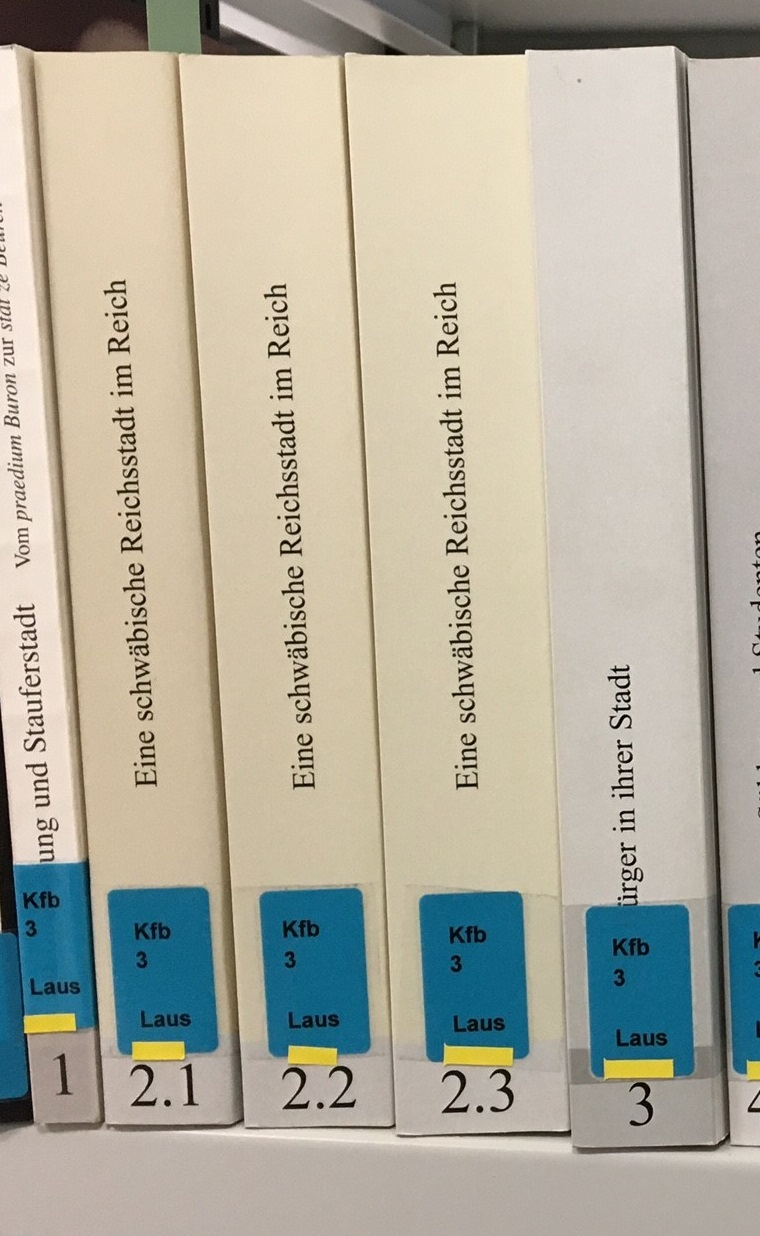 ung und Stauferstadt Vom praedium Buron zur stat ze
Kfb
3
Laus
1
Eine schwäbische Reichsstadt im Reich
Kfb
3
Laus
2.1
Eine schwäbische Reichsstadt im Reich
Kfb
3
Laus
2.2
Eine schwäbische Reichsstadt im Reich
Kfb
3
Laus
2.3
ürger in ihrer Stadt
Kfb
3
Laus
3